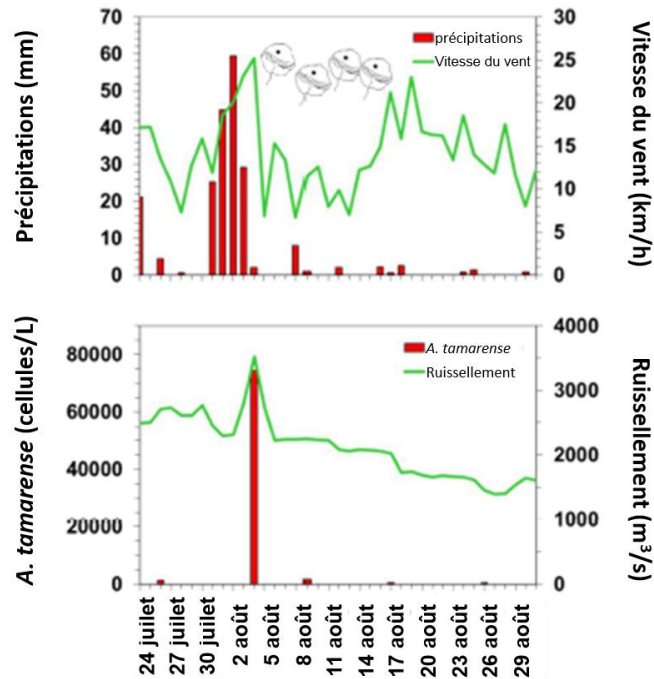 Précipitations (mm)
70
60
50
40
30
20
10
0
précipitations
Vitesse du vent
30
25
20
15
10
5
0
Vitesse du vent (km/h)
A. tamarense (cellules/L)
80000
60000
40000
20000
0
A. tamarense
Ruissellement
4000
3000
2000
1000
0
Ruissellement (m³/s)
24 juilet
27 juilet
30 juilet
2 août
5 août
8 août
11 août
14 août
17 août
20 août
23 août
26 août
29 août